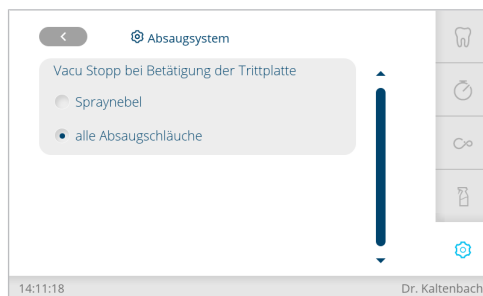 Absaugsystem
Vacu Stopp bei Betätigung der Trittplatte
Spraynebel
alle Absaugschläuche
14:11:18
Dr. Kaltenbach